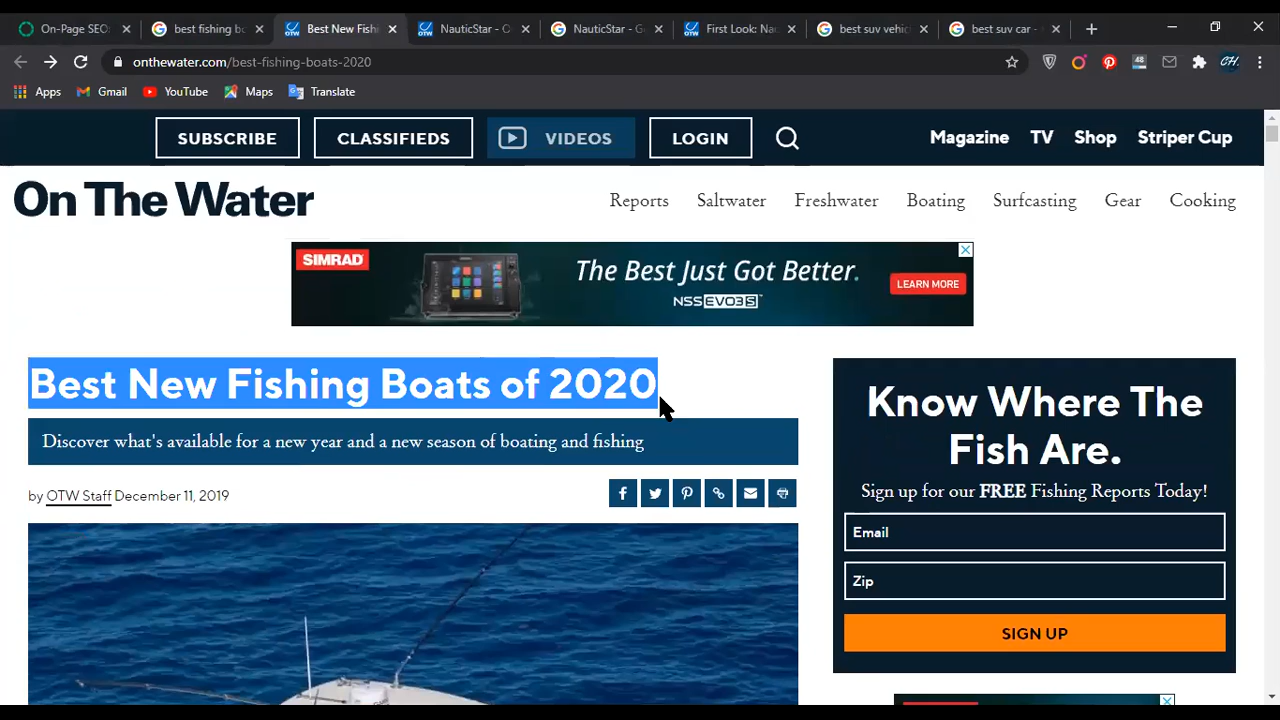 On-Page SEO:
best fishing bo
Best New Fishi
NauticStar - O
NauticStar - G
First Look: Nau
best suv vehic
best suv car -
onthewater.com/best-fishing-boats-2020
48
CH
Apps
Gmail
YouTube
Maps
Translate
SUBSCRIBE
CLASSIFIEDS
VIDEOS
LOGIN
Magazine
TV
Shop
Striper Cup
On The Water
Reports
Saltwater
Freshwater
Boating
Surfcasting
Gear
Cooking
SIMRAD
The Best Just Got Better.
NSS EVO3S
LEARN MORE
Best New Fishing Boats of 2020
Discover what's available for a new year and a new season of boating and fishing
by OTW Staff December 11, 2019
Know Where The
Fish Are.
Sign up for our FREE Fishing Reports Today!
Email
Zip
SIGN UP